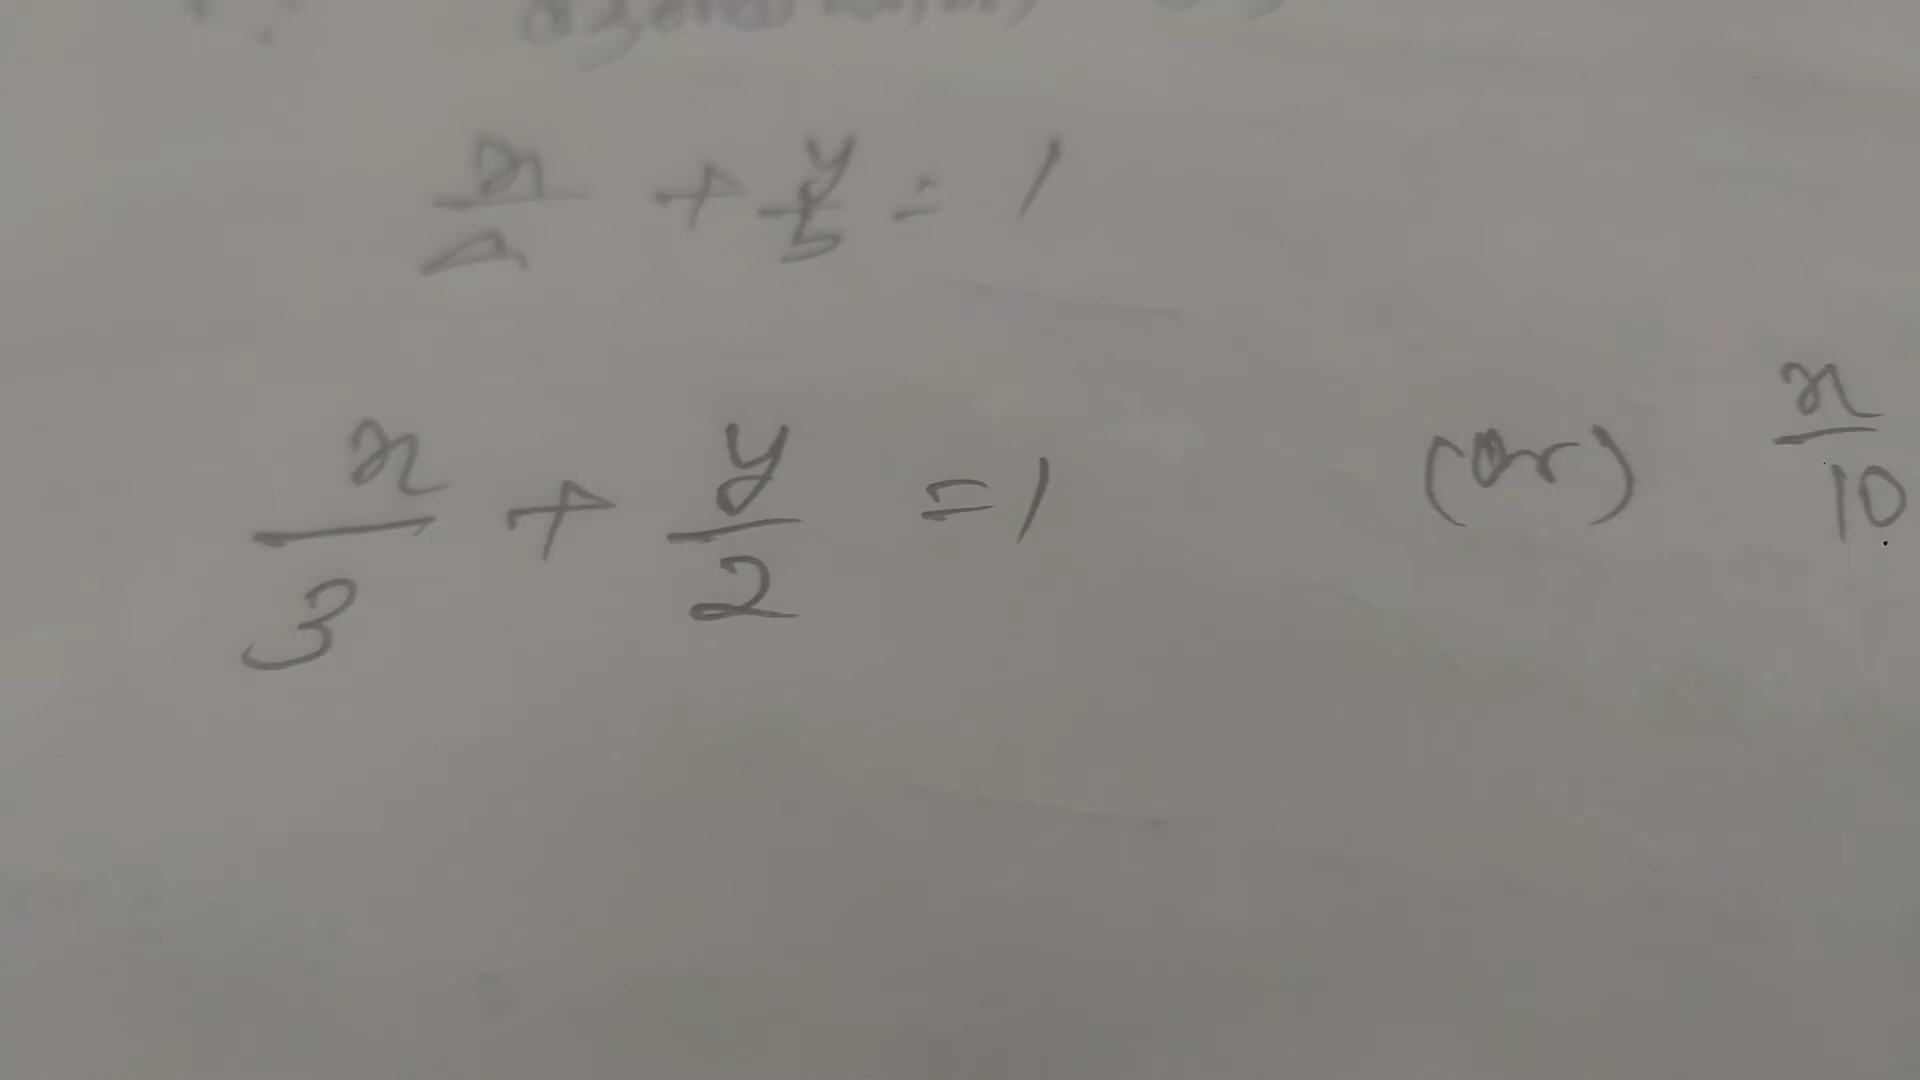 x/a + y/b = 1
x/3 + y/2 = 1 (or) x/10